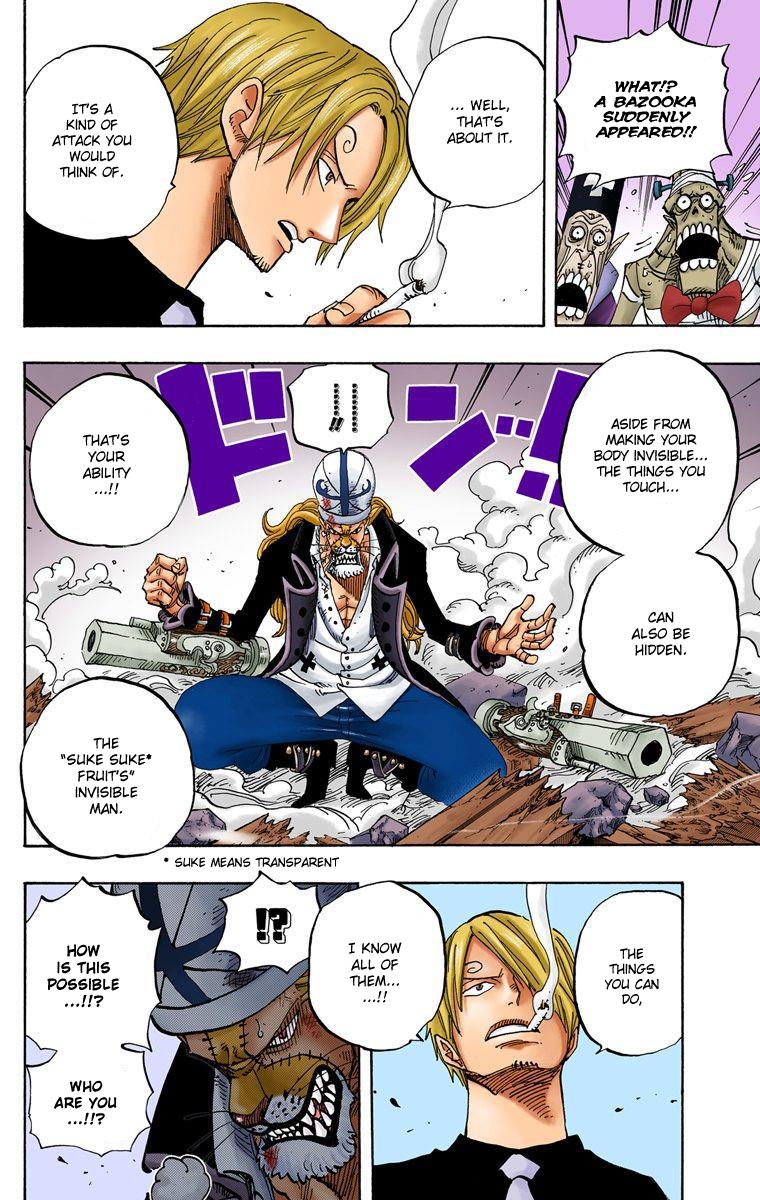 WHAT!?
A BAZOOKA
SUDDENLY
APPEARED!!
... WELL,
THAT'S
ABOUT IT.
IT'S A
KIND OF
ATTACK YOU
WOULD
THINK OF.
ASIDE FROM
MAKING YOUR
BODY INVISIBLE...
THE THINGS YOU
TOUCH...
CAN
ALSO BE
HIDDEN.
!!
ドン!!
THAT'S
YOUR
ABILITY
...!!
THE
"SUKE SUKE*
FRUIT'S"
INVISIBLE
MAN.
* SUKE MEANS TRANSPARENT
THE
THINGS
YOU CAN
DO,
I KNOW
ALL OF
THEM...
...!!
!?
HOW
IS THIS
POSSIBLE
...!!?
WHO
ARE YOU
...!!?